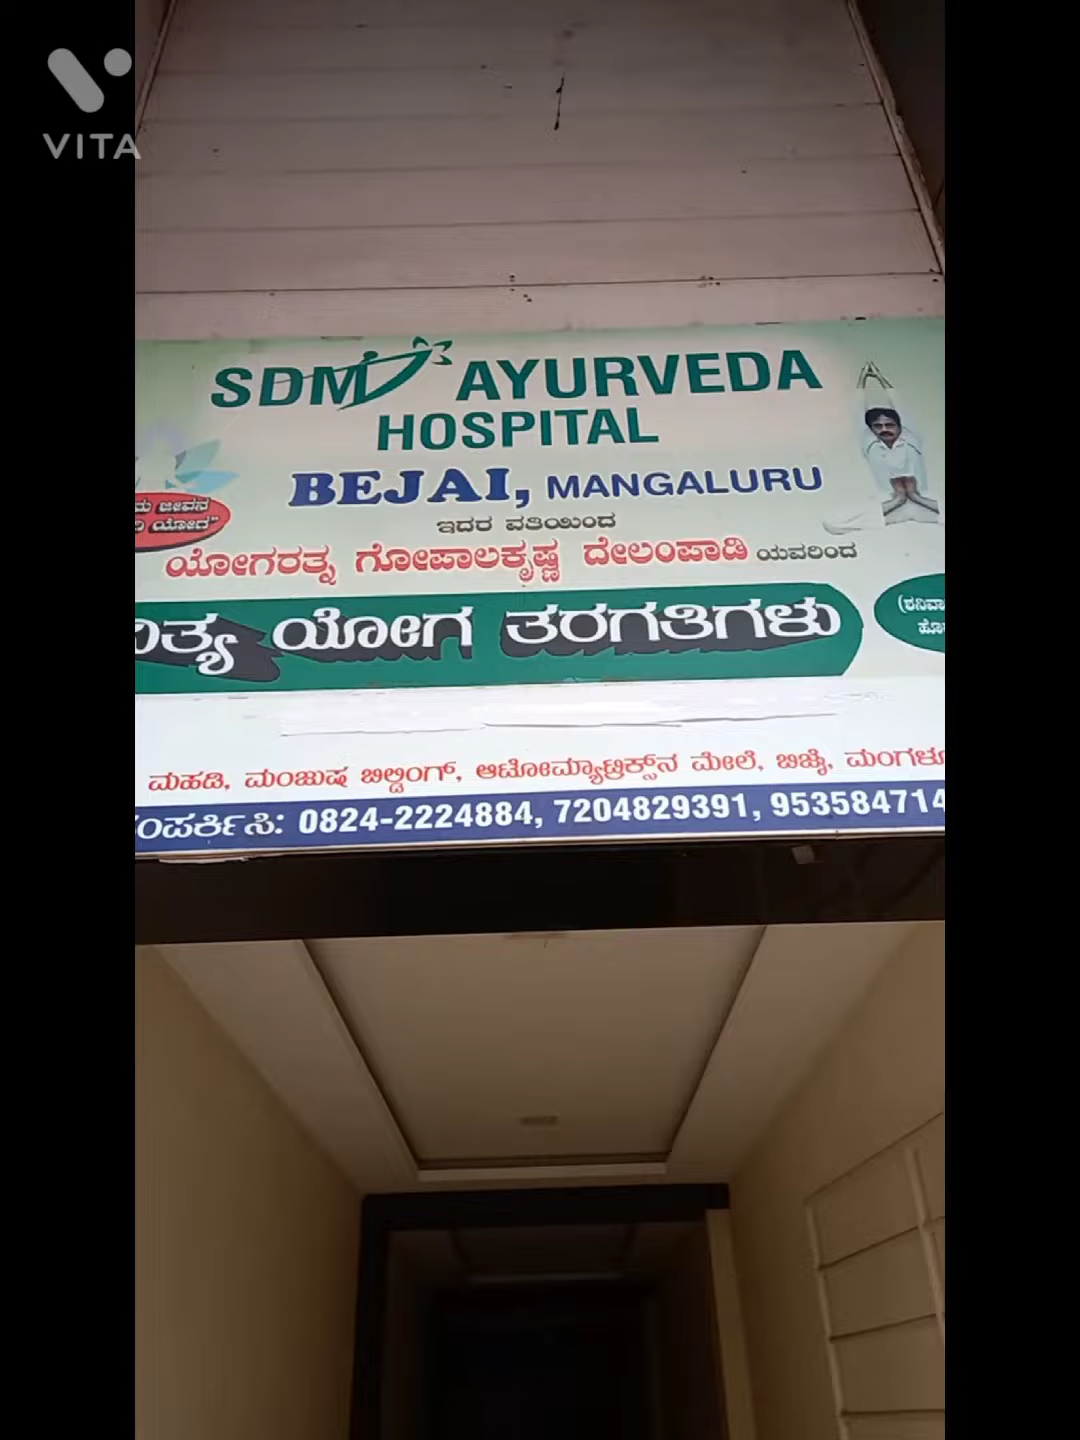 VITA
SDM AYURVEDA
HOSPITAL
BEJAI, MANGALURU
ಇದರ ವತಿಯಿಂದ
ಜೀವನ
ಯೋಗ"
ಯೋಗರತ್ನ ಗೋಪಾಲಕೃಷ್ಣ ದೇಲಂಪಾಡಿ ಯವರಿಂದ
ನಿತ್ಯ ಯೋಗ ತರಗತಿಗಳು
ಮಹಡಿ, ಮಂಜುಷ ಬಿಲ್ಡಿಂಗ್, ಆಟೋಮ್ಯಾಟ್ರಿಕ್ಸ್‌ನ ಮೇಲೆ, ಬಿಜೈ, ಮಂಗಳೂ
ಸಂಪರ್ಕಿಸಿ: 0824-2224884, 7204829391, 953584714